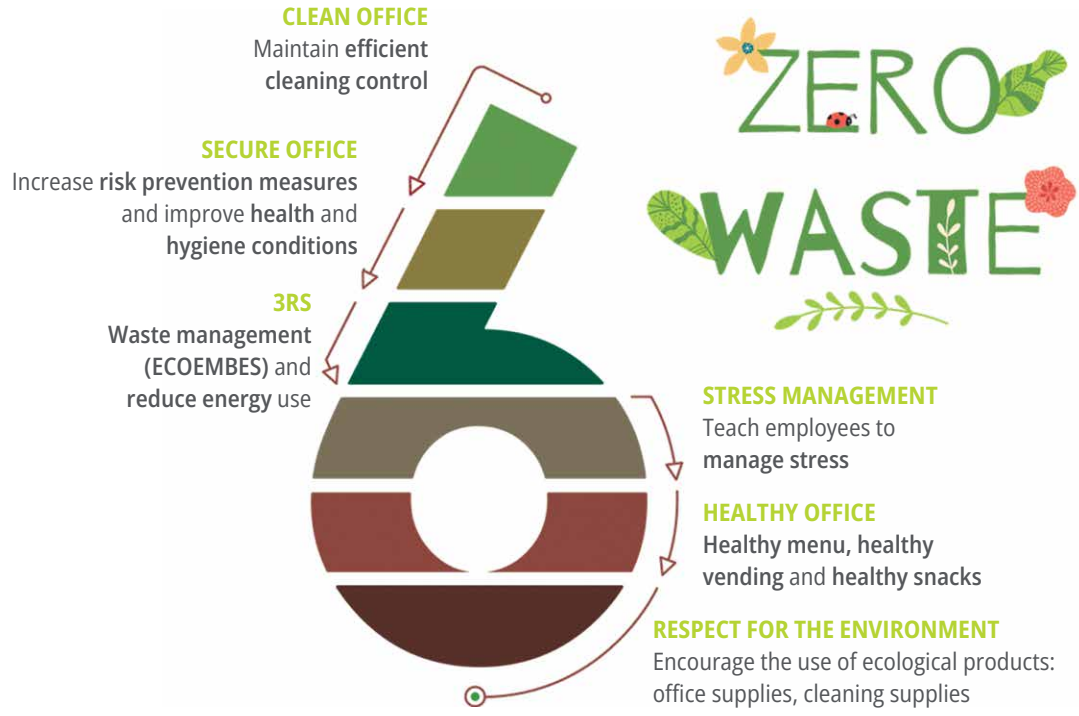 CLEAN OFFICE
Maintain efficient
cleaning control
ZERO
WASTE
SECURE OFFICE
Increase risk prevention measures
and improve health and
hygiene conditions
3RS
Waste management
(ECOEMBES) and
reduce energy use
STRESS MANAGEMENT
Teach employees to
manage stress
HEALTHY OFFICE
Healthy menu, healthy
vending and healthy snacks
RESPECT FOR THE ENVIRONMENT
Encourage the use of ecological products:
office supplies, cleaning supplies